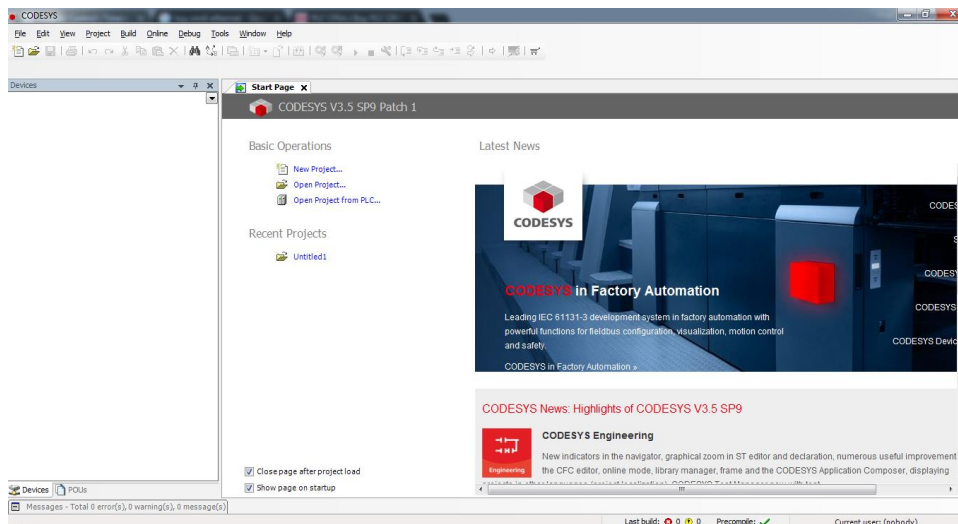 CODESYS
File Edit View Project Build Online Debug Tools Window Help
Devices
Start Page
CODESYS V3.5 SP9 Patch 1
Basic Operations
New Project...
Open Project...
Open Project from PLC...
Recent Projects
Untitled1
Latest News
CODESYS
CODESYS in Factory Automation
Leading IEC 61131-3 development system in factory automation with
powerful functions for fieldbus configuration, visualization, motion control
and safety.
CODESYS in Factory Automation »
CODES
S
CODESY
CODESYS
CODESYS Devic
CODESYS News: Highlights of CODESYS V3.5 SP9
Engineering
CODESYS Engineering
New indicators in the navigator, graphical zoom in ST editor and declaration, numerous useful improvement
the CFC editor, online mode, library manager, frame and the CODESYS Application Composer, displaying
Close page after project load
Show page on startup
Devices POUs
Messages - Total 0 error(s), 0 warning(s), 0 message(s)
Last build: 0 0 Precompile: Current user: (nobody)